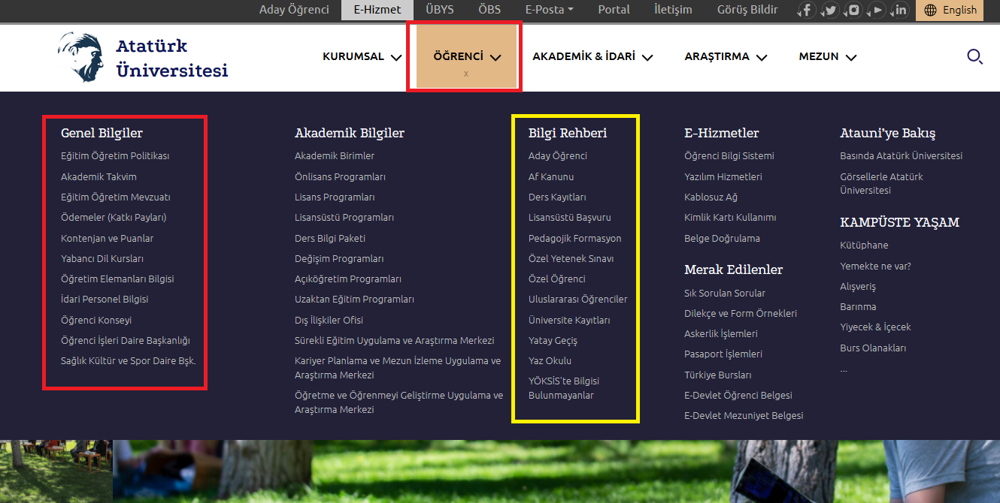 Aday Öğrenci E-Hizmet ÜBYS ÖBS E-Posta Portal İletişim Görüş Bildir English
Atatürk
Üniversitesi
KURUMSAL ÖĞRENCİ AKADEMİK & İDARİ ARAŞTIRMA MEZUN
x
Genel Bilgiler
Eğitim Öğretim Politikası
Akademik Takvim
Eğitim Öğretim Mevzuatı
Ödemeler (Katkı Payları)
Kontenjan ve Puanlar
Yabancı Dil Kursları
Öğretim Elemanları Bilgisi
İdari Personel Bilgisi
Öğrenci Konseyi
Öğrenci İşleri Daire Başkanlığı
Sağlık Kültür ve Spor Daire Bşk.
Akademik Bilgiler
Akademik Birimler
Önlisans Programları
Lisans Programları
Lisansüstü Programları
Ders Bilgi Paketi
Değişim Programları
Açıköğretim Programları
Uzaktan Eğitim Programları
Dış İlişkiler Ofisi
Sürekli Eğitim Uygulama ve Araştırma Merkezi
Kariyer Planlama ve Mezun İzleme Uygulama ve
Araştırma Merkezi
Öğretme ve Öğrenmeyi Geliştirme Uygulama ve
Araştırma Merkezi
Bilgi Rehberi
Aday Öğrenci
Af Kanunu
Ders Kayıtları
Lisansüstü Başvuru
Pedagojik Formasyon
Özel Yetenek Sınavı
Özel Öğrenci
Uluslararası Öğrenciler
Üniversite Kayıtları
Yatay Geçiş
Yaz Okulu
YÖKSİS'te Bilgisi
Bulunmayanlar
E-Hizmetler
Öğrenci Bilgi Sistemi
Yazılım Hizmetleri
Kablosuz Ağ
Kimlik Kartı Kullanımı
Belge Doğrulama
Merak Edilenler
Sık Sorulan Sorular
Dilekçe ve Form Örnekleri
Askerlik İşlemleri
Pasaport İşlemleri
Türkiye Bursları
E-Devlet Öğrenci Belgesi
E-Devlet Mezuniyet Belgesi
Atauni'ye Bakış
Basında Atatürk Üniversitesi
Görsellerle Atatürk
Üniversitesi
KAMPÜSTE YAŞAM
Kütüphane
Yemekte ne var?
Alışveriş
Barınma
Yiyecek & İçecek
Burs Olanakları
...